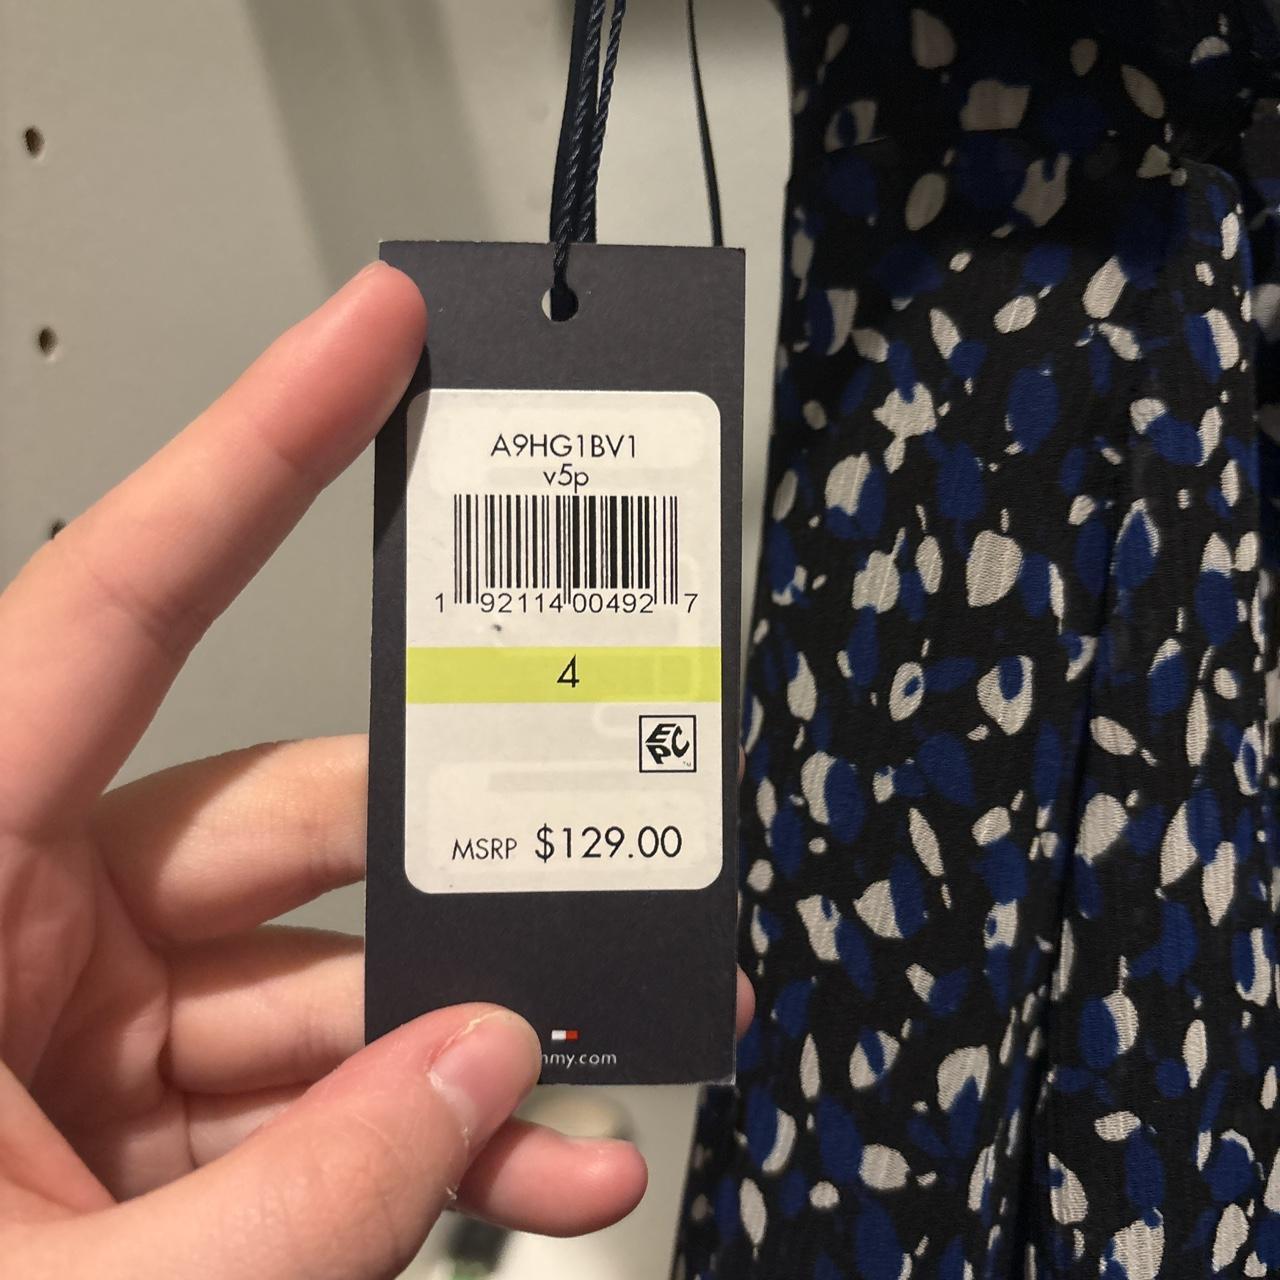 A9HG1BV1
v5p
1 92114 00492 7
4
EPC
MSRP $129.00
mmy.com